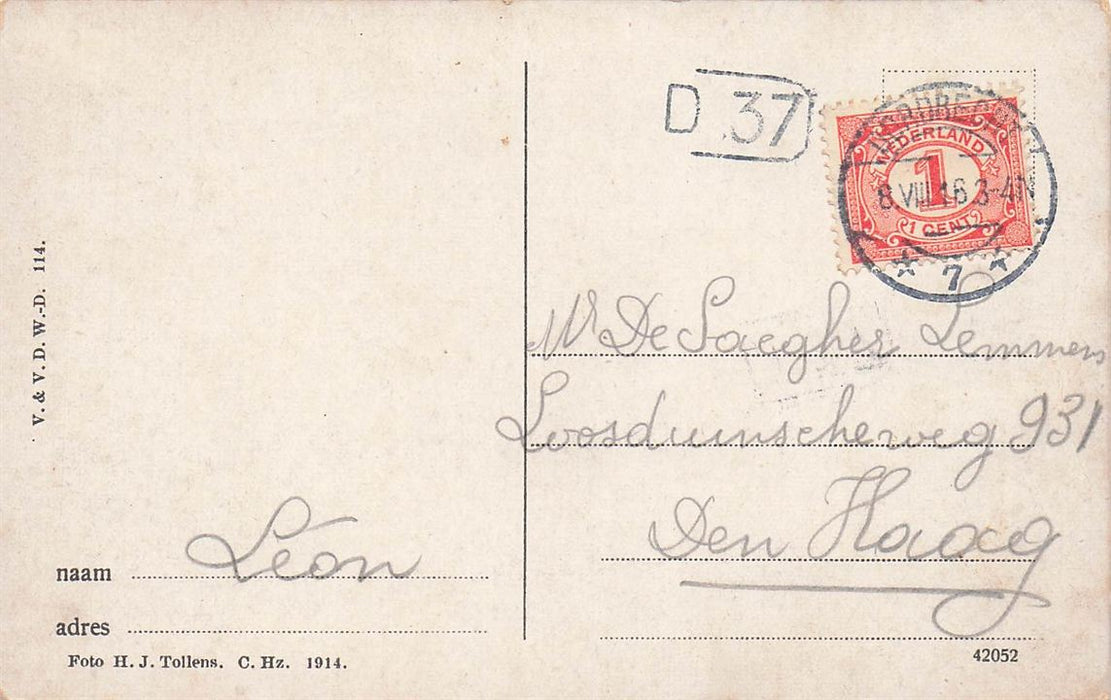 V. & V. D. W.-D. 114.
Léon
naam
adres
Foto H. J. Tollens. C. Hz. 1914.
D 37
NEDERLAND
1
1 CENT
8.VIII.16 3-4N
7
Mr De Saegher Lemmens
Loosduinscheweg 931
Den Haag
42052